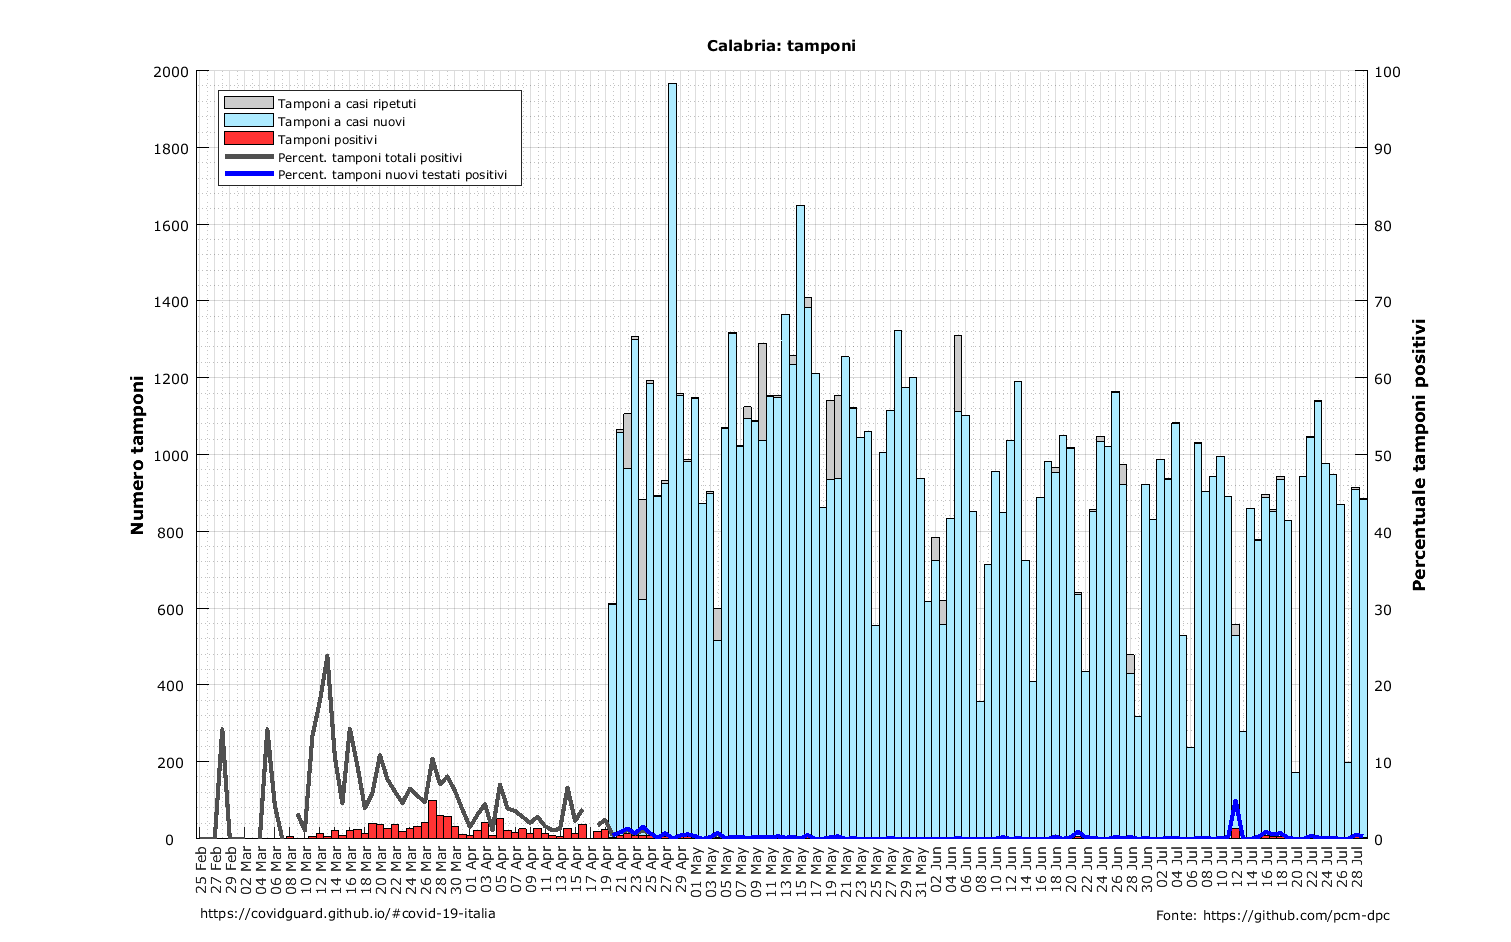 Calabria: tamponi
Tamponi a casi ripetuti
Tamponi a casi nuovi
Tamponi positivi
Percent. tamponi totali positivi
Percent. tamponi nuovi testati positivi
Numero tamponi
0
200
400
600
800
1000
1200
1400
1600
1800
2000
Percentuale tamponi positivi
0
10
20
30
40
50
60
70
80
90
100
25 Feb
27 Feb
29 Feb
02 Mar
04 Mar
06 Mar
08 Mar
10 Mar
12 Mar
14 Mar
16 Mar
18 Mar
20 Mar
22 Mar
24 Mar
26 Mar
28 Mar
30 Mar
01 Apr
03 Apr
05 Apr
07 Apr
09 Apr
11 Apr
13 Apr
15 Apr
17 Apr
19 Apr
21 Apr
23 Apr
25 Apr
27 Apr
29 Apr
01 May
03 May
05 May
07 May
09 May
11 May
13 May
15 May
17 May
19 May
21 May
23 May
25 May
27 May
29 May
31 May
02 Jun
04 Jun
06 Jun
08 Jun
10 Jun
12 Jun
14 Jun
16 Jun
18 Jun
20 Jun
22 Jun
24 Jun
26 Jun
28 Jun
30 Jun
02 Jul
04 Jul
06 Jul
08 Jul
10 Jul
12 Jul
14 Jul
16 Jul
18 Jul
20 Jul
22 Jul
24 Jul
26 Jul
28 Jul
https://covidguard.github.io/#covid-19-italia
Fonte: https://github.com/pcm-dpc